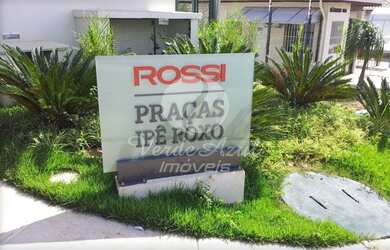 ROSSI
PRAÇAS
IPÊ ROXO
Verde Azul
Imóveis